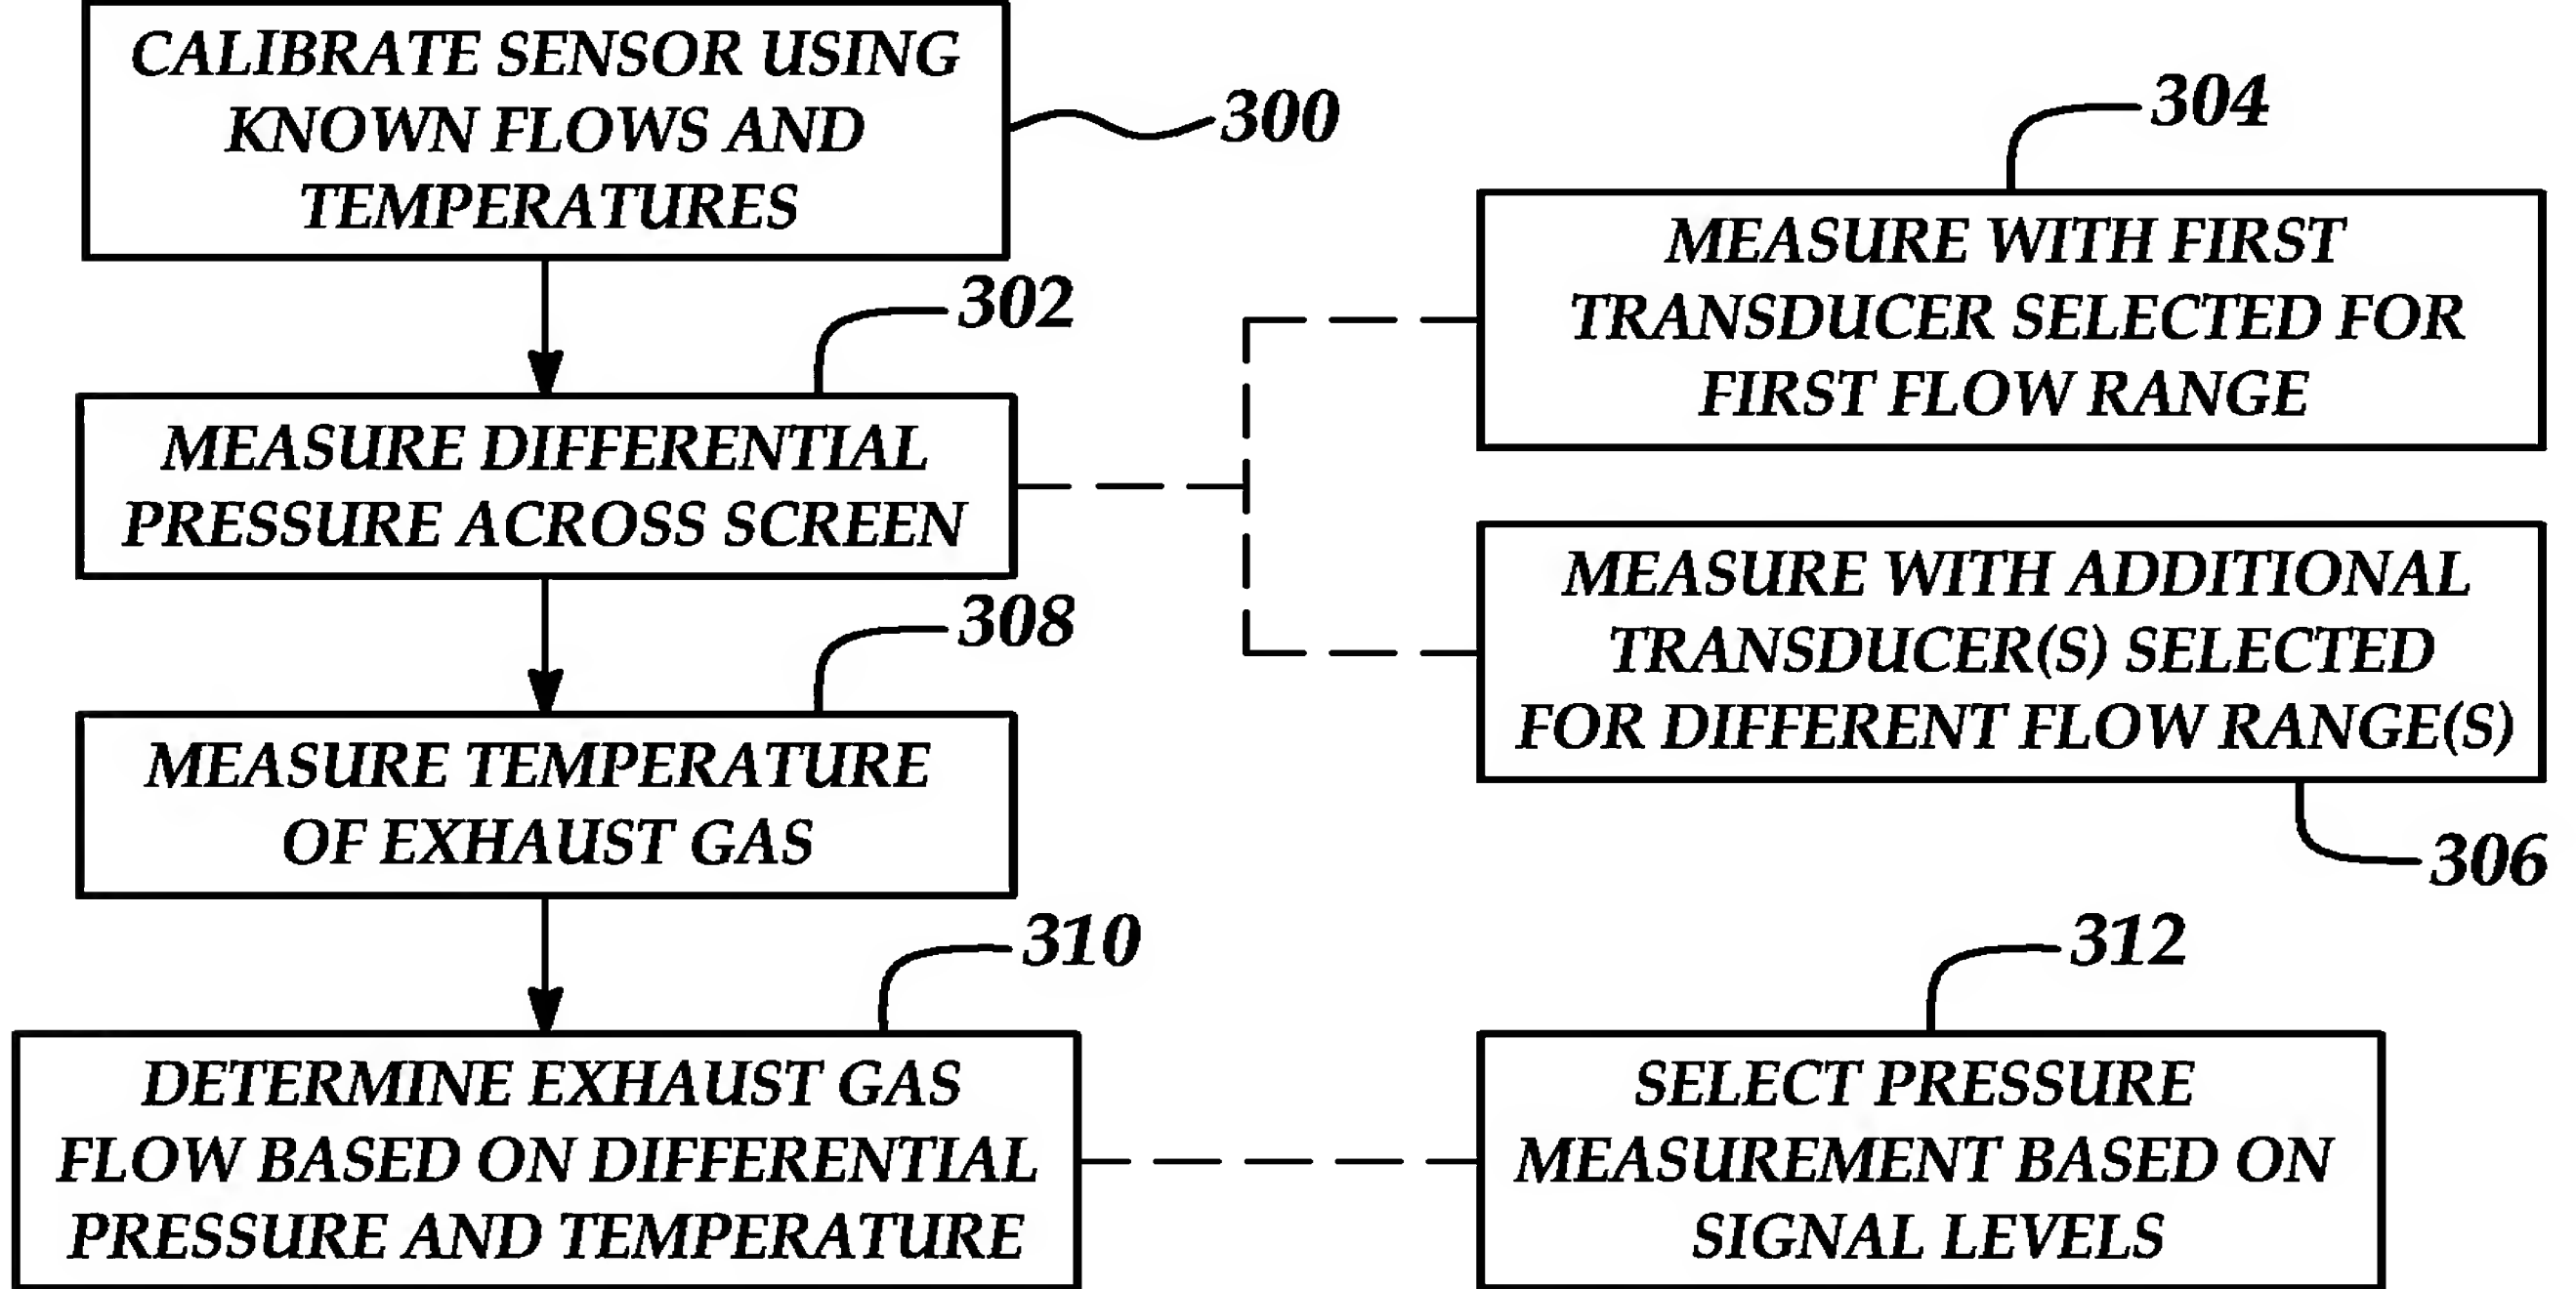 CALIBRATE SENSOR USING
KNOWN FLOWS AND
TEMPERATURES
300
302
MEASURE DIFFERENTIAL
PRESSURE ACROSS SCREEN
304
MEASURE WITH FIRST
TRANSDUCER SELECTED FOR
FIRST FLOW RANGE
MEASURE WITH ADDITIONAL
TRANSDUCER(S) SELECTED
FOR DIFFERENT FLOW RANGE(S)
306
308
MEASURE TEMPERATURE
OF EXHAUST GAS
310
DETERMINE EXHAUST GAS
FLOW BASED ON DIFFERENTIAL
PRESSURE AND TEMPERATURE
312
SELECT PRESSURE
MEASUREMENT BASED ON
SIGNAL LEVELS